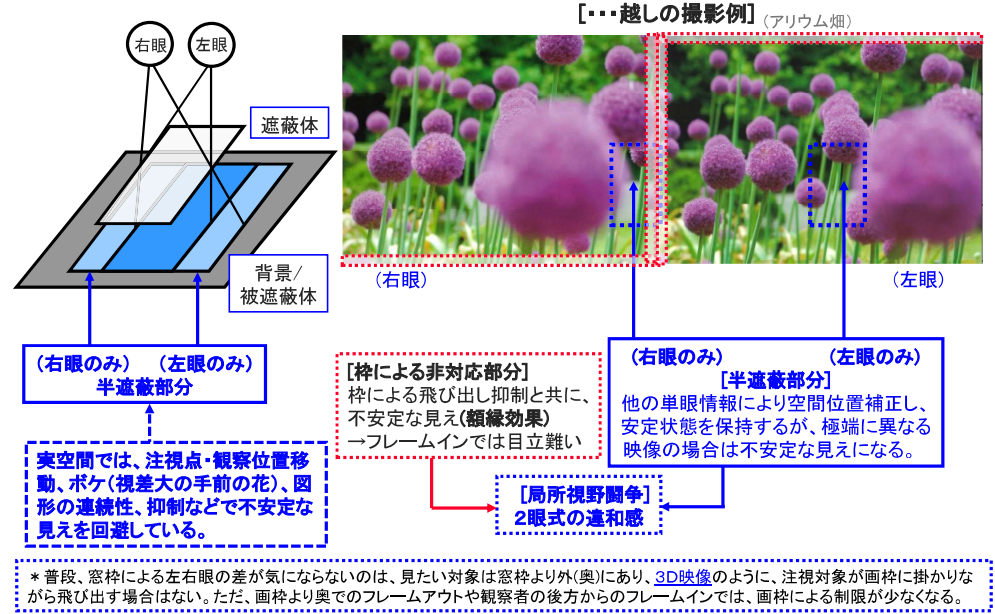 [・・・越しの撮影例]（アリウム畑）
右眼
左眼
遮蔽体
背景/
被遮蔽体
（右眼）
（左眼）
（右眼のみ）
（左眼のみ）
半遮蔽部分
実空間では、注視点・観察位置移
動、ボケ（視差大の手前の花）、図
形の連続性、抑制などで不安定な
見えを回避している。
[枠による非対応部分]
枠による飛び出し抑制と共に、
不安定な見え(額縁効果)
→フレームインでは目立難い
（右眼のみ）
（左眼のみ）
[半遮蔽部分]
他の単眼情報により空間位置補正し、
安定状態を保持するが、極端に異なる
映像の場合は不安定な見えになる。
[局所視野闘争]
２眼式の違和感
＊普段、窓枠による左右眼の差が気にならないのは、見たい対象は窓枠より外(奥)にあり、３D映像のように、注視対象が画枠に掛かりな
がら飛び出す場合はない。ただ、画枠より奥でのフレームアウトや観察者の後方からのフレームインでは、画枠による制限が少なくなる。